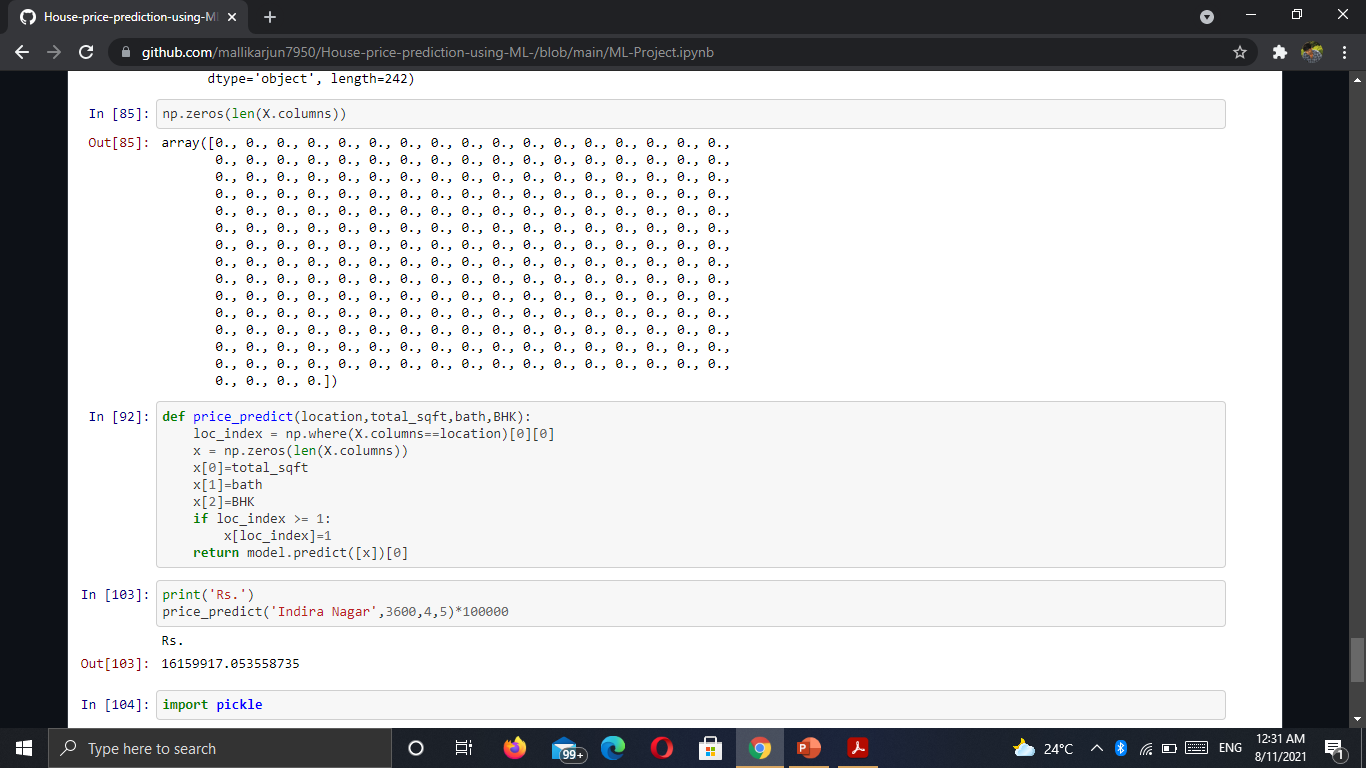 House-price-prediction-using-M
github.com/mallikarjun7950/House-price-prediction-using-ML-/blob/main/ML-Project.ipynb
dtype='object', length=242)
In [85]: np.zeros(len(X.columns))
Out[85]: array([0., 0., 0., 0., 0., 0., 0., 0., 0., 0., 0., 0., 0., 0., 0., 0., 0.,
0., 0., 0., 0., 0., 0., 0., 0., 0., 0., 0., 0., 0., 0., 0., 0., 0.,
0., 0., 0., 0., 0., 0., 0., 0., 0., 0., 0., 0., 0., 0., 0., 0., 0.,
0., 0., 0., 0., 0., 0., 0., 0., 0., 0., 0., 0., 0., 0., 0., 0., 0.,
0., 0., 0., 0., 0., 0., 0., 0., 0., 0., 0., 0., 0., 0., 0., 0., 0.,
0., 0., 0., 0., 0., 0., 0., 0., 0., 0., 0., 0., 0., 0., 0., 0., 0.,
0., 0., 0., 0., 0., 0., 0., 0., 0., 0., 0., 0., 0., 0., 0., 0., 0.,
0., 0., 0., 0., 0., 0., 0., 0., 0., 0., 0., 0., 0., 0., 0., 0., 0.,
0., 0., 0., 0., 0., 0., 0., 0., 0., 0., 0., 0., 0., 0., 0., 0., 0.,
0., 0., 0., 0., 0., 0., 0., 0., 0., 0., 0., 0., 0., 0., 0., 0., 0.,
0., 0., 0., 0., 0., 0., 0., 0., 0., 0., 0., 0., 0., 0., 0., 0., 0.,
0., 0., 0., 0., 0., 0., 0., 0., 0., 0., 0., 0., 0., 0., 0., 0., 0.,
0., 0., 0., 0., 0., 0., 0., 0., 0., 0., 0., 0., 0., 0., 0., 0., 0.,
0., 0., 0., 0., 0., 0., 0., 0., 0., 0., 0., 0., 0., 0., 0., 0., 0.,
0., 0., 0., 0.])
In [92]: def price_predict(location,total_sqft,bath,BHK):
loc_index = np.where(X.columns==location)[0][0]
x = np.zeros(len(X.columns))
x[0]=total_sqft
x[1]=bath
x[2]=BHK
if loc_index >= 1:
x[loc_index]=1
return model.predict([x])[0]
In [103]: print('Rs.')
price_predict('Indira Nagar',3600,4,5)*100000
Rs.
Out[103]: 16159917.053558735
In [104]: import pickle
Type here to search
99+
24°C
ENG
12:31 AM
8/11/2021
1